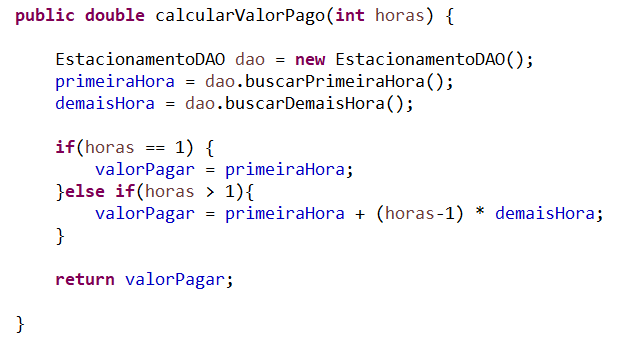 public double calcularValorPago(int horas) {
EstacionamentoDAO dao = new EstacionamentoDAO();
primeiraHora = dao.buscarPrimeiraHora();
demaisHora = dao.buscarDemaisHora();
if(horas == 1) {
valorPagar = primeiraHora;
}else if(horas > 1){
valorPagar = primeiraHora + (horas-1) * demaisHora;
}
return valorPagar;
}